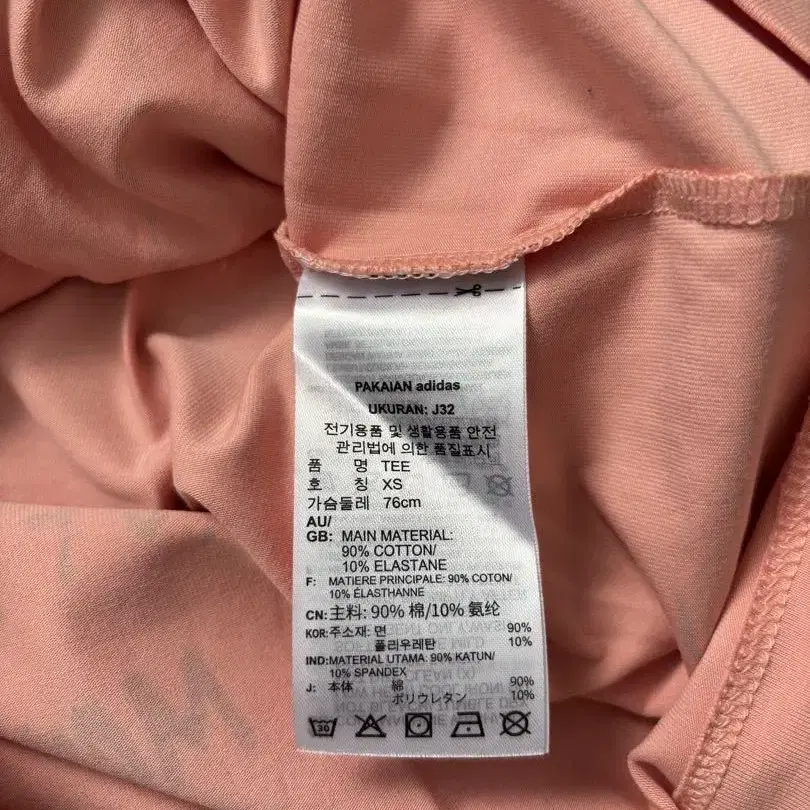 PAKAIAN adidas
UKURAN: J32
전기용품 및 생활용품 안전
관리법에 의한 품질표시
품 명 TEE
호 칭 XS
가슴둘레 76cm
AU/
GB: MAIN MATERIAL:
90% COTTON/
10% ELASTANE
F: MATIERE PRINCIPALE: 90% COTON/
10% ÉLASTHANNE
CN: 主料: 90% 棉/10% 氨纶
KOR: 주소재: 면 90%
폴리우레탄 10%
IND: MATERIAL UTAMA: 90% KATUN/
10% SPANDEX
J: 本体 綿 90%
ポリウレタン 10%
30